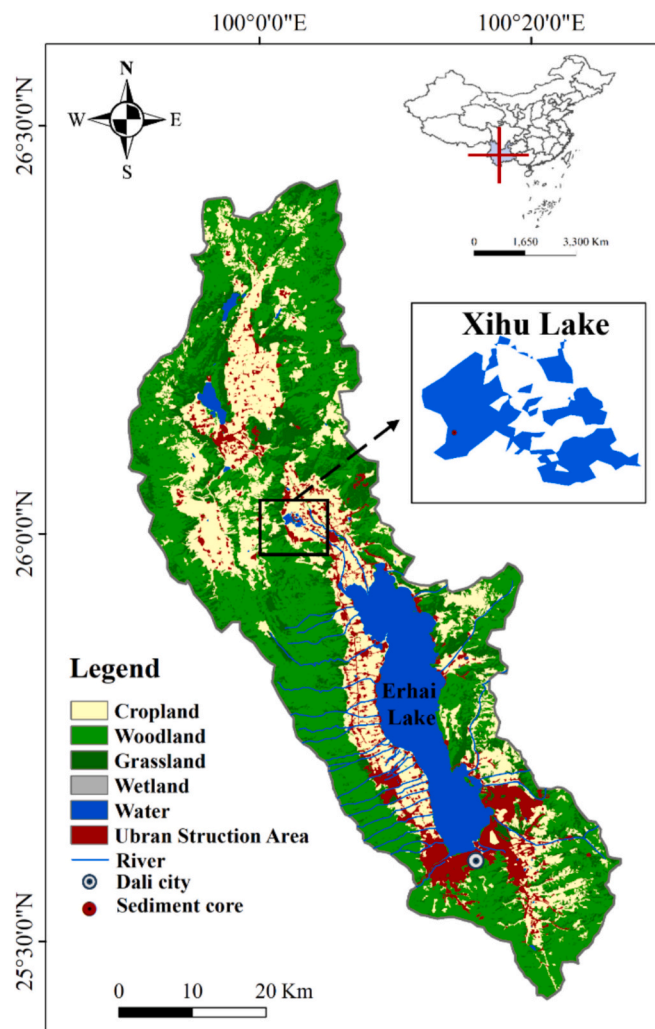 100°0'0"E
100°20'0"E
N
W
E
S
26°30'0"N
0
1,650
3,300 Km
Xihu Lake
26°0'0"N
Erhai
Lake
Legend
Cropland
Woodland
Grassland
Wetland
Water
Ubran Struction Area
River
Dali city
Sediment core
25°30'0"N
0
10
20 Km